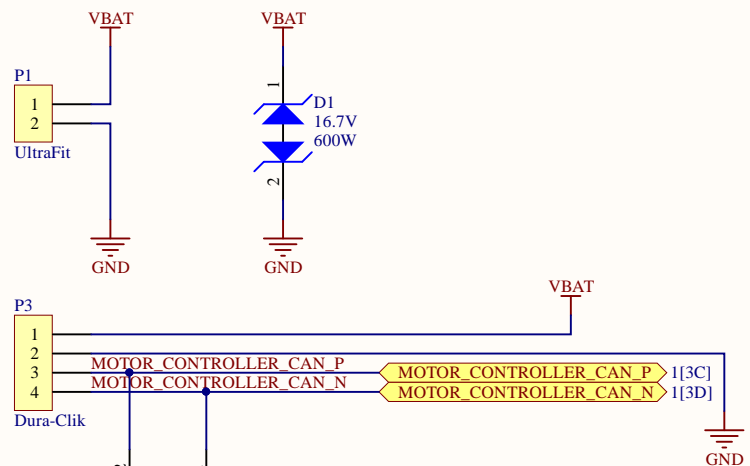 VBAT
VBAT
P1
1
2
UltraFit
1
D1
16.7V
600W
2
GND
GND
VBAT
P3
1
2
3
4
MOTOR_CONTROLLER_CAN_P
MOTOR_CONTROLLER_CAN_P
1[3C]
MOTOR_CONTROLLER_CAN_N
MOTOR_CONTROLLER_CAN_N
1[3D]
Dura-Clik
GND